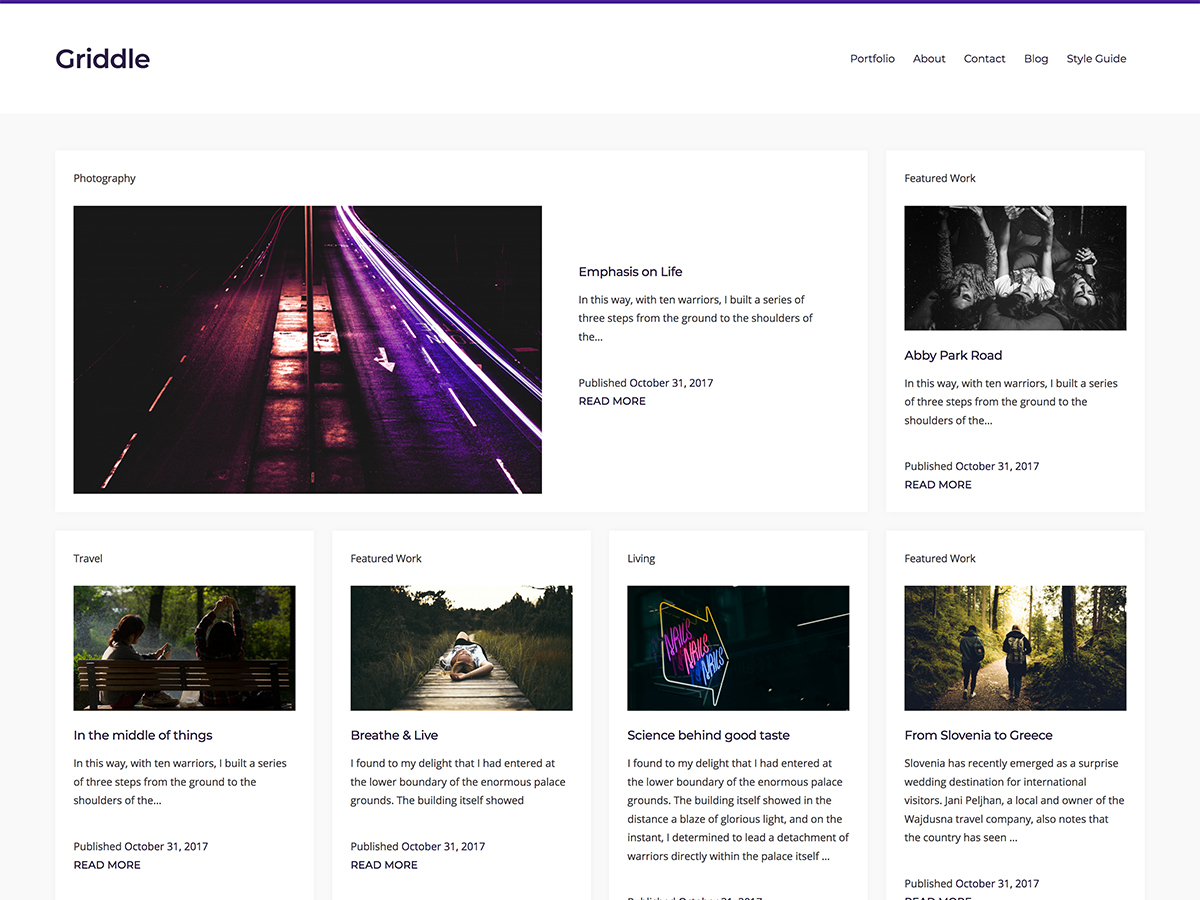 Griddle
Portfolio About Contact Blog Style Guide
Photography
Emphasis on Life
In this way, with ten warriors, I built a series of
three steps from the ground to the shoulders of
the...
Published October 31, 2017
READ MORE
Featured Work
Abby Park Road
In this way, with ten warriors, I built a series
of three steps from the ground to the
shoulders of the...
Published October 31, 2017
READ MORE
Travel
In the middle of things
In this way, with ten warriors, I built a series
of three steps from the ground to the
shoulders of the...
Published October 31, 2017
READ MORE
Featured Work
Breathe & Live
I found to my delight that I had entered at
the lower boundary of the enormous palace
grounds. The building itself showed
Published October 31, 2017
READ MORE
Living
NAILS
NAILS
NAILS
Science behind good taste
I found to my delight that I had entered at
the lower boundary of the enormous palace
grounds. The building itself showed in the
distance a blaze of glorious light, and on the
instant, I determined to lead a detachment of
warriors directly within the palace itself ...
Published October 31, 2017
Featured Work
From Slovenia to Greece
Slovenia has recently emerged as a surprise
wedding destination for international
visitors. Jani Peljhan, a local and owner of the
Wajdusna travel company, also notes that
the country has seen ...
Published October 31, 2017
READ MORE